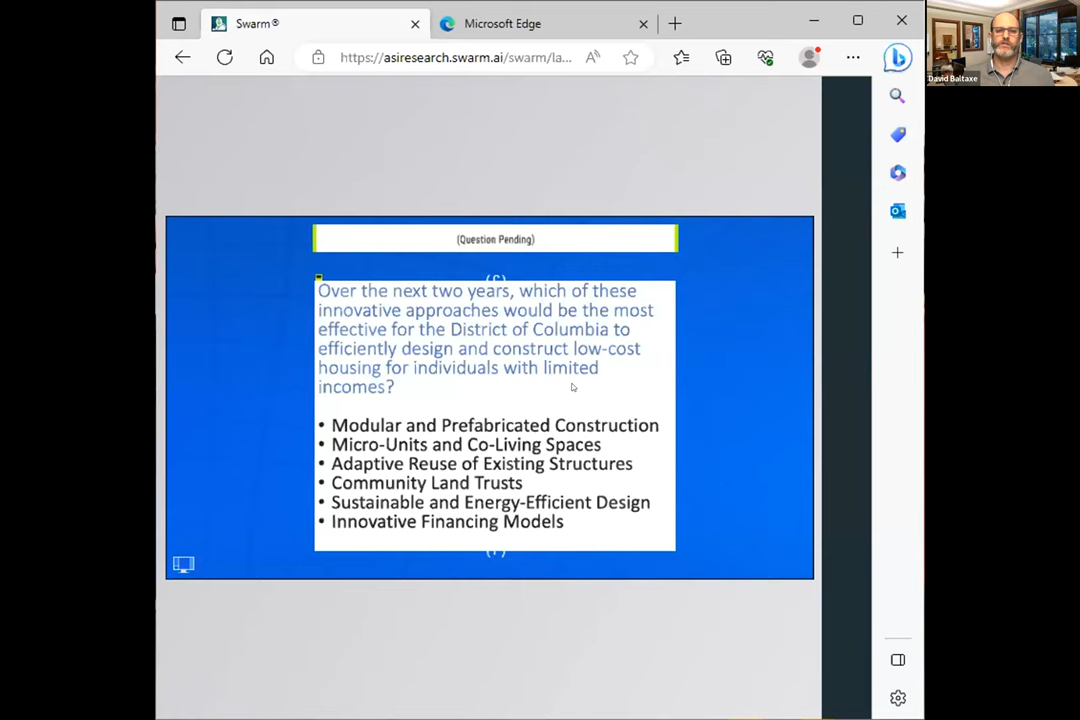 Swarm®
Microsoft Edge
https://asiresearch.swarm.ai/swarm/la...
David Baltaxe
(Question Pending)
Over the next two years, which of these
innovative approaches would be the most
effective for the District of Columbia to
efficiently design and construct low-cost
housing for individuals with limited
incomes?
• Modular and Prefabricated Construction
• Micro-Units and Co-Living Spaces
• Adaptive Reuse of Existing Structures
• Community Land Trusts
• Sustainable and Energy-Efficient Design
• Innovative Financing Models